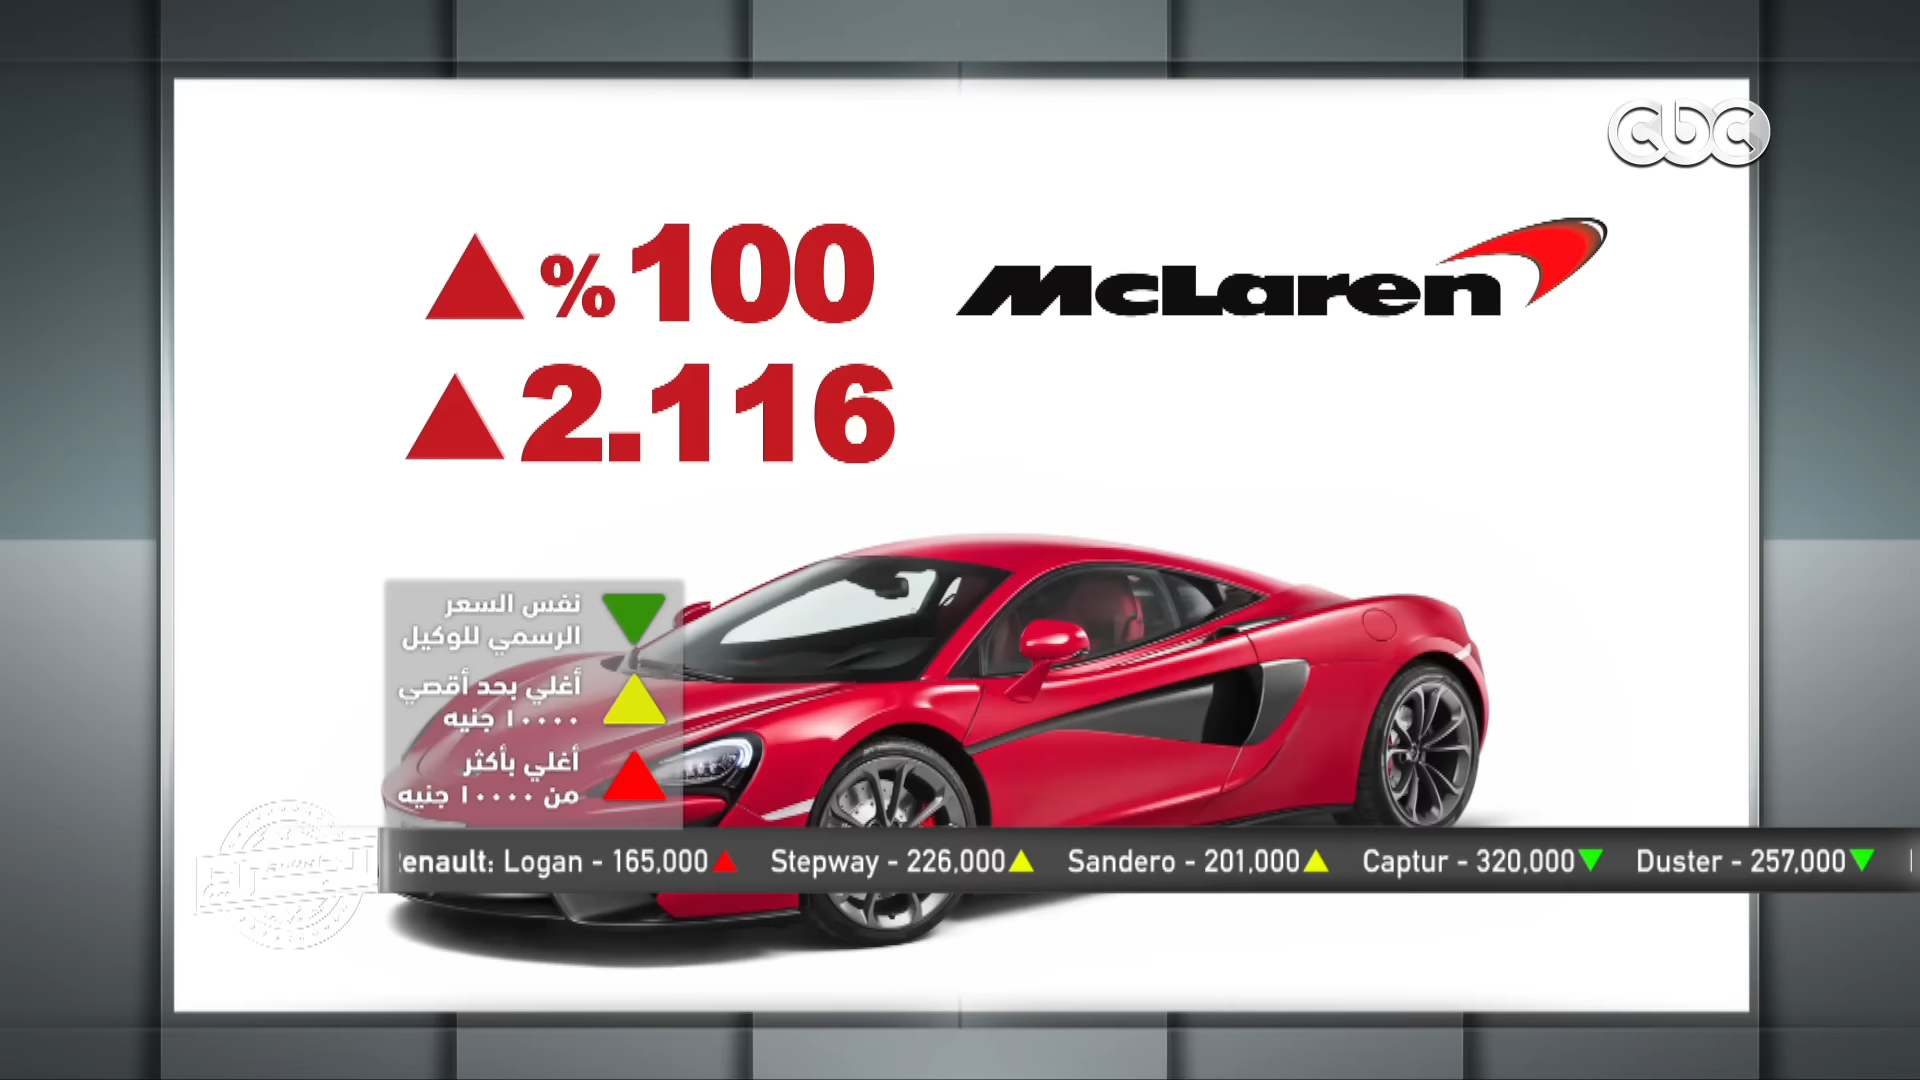 cbc
%100
McLaren
2.116
نفس السعر
الرسمي للوكيل
أغلي بحد أقصي
١٠٠٠٠ جنيه
أغلي بأكثر
من ١٠٠٠٠ جنيه
enault: Logan - 165,000 Stepway - 226,000 Sandero - 201,000 Captur - 320,000 Duster - 257,000